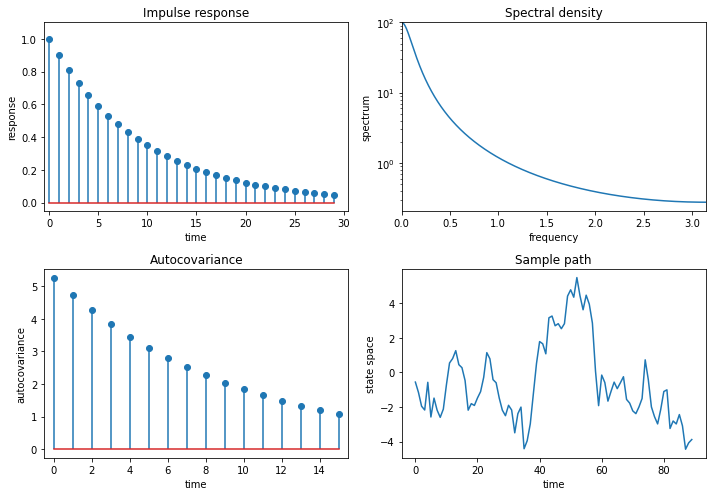 Impulse response
1.0
0.8
0.6
0.4
0.2
0.0
response
0 5 10 15 20 25 30
time
Spectral density
10²
10¹
10⁰
spectrum
0.0 0.5 1.0 1.5 2.0 2.5 3.0
frequency
Autocovariance
5
4
3
2
1
0
autocovariance
0 2 4 6 8 10 12 14
time
Sample path
4
2
0
−2
−4
state space
0 20 40 60 80
time